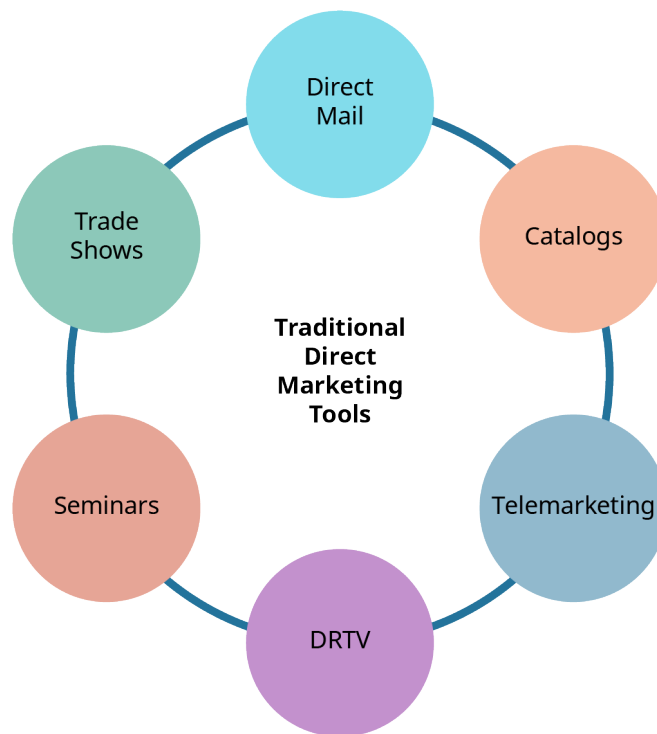 Direct
Mail
Trade
Shows
Catalogs
Traditional
Direct
Marketing
Tools
Seminars
Telemarketing
DRTV